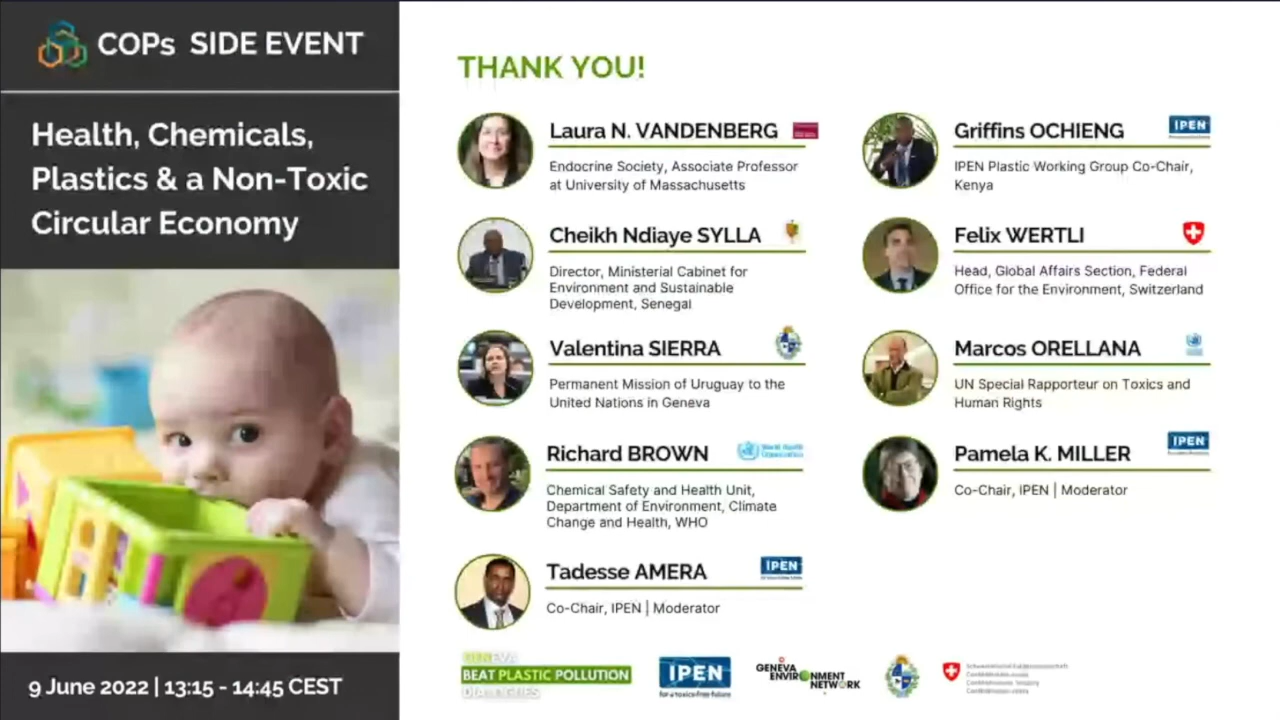 COPs SIDE EVENT
Health, Chemicals,
Plastics & a Non-Toxic
Circular Economy
9 June 2022 | 13:15 - 14:45 CEST
THANK YOU!
Laura N. VANDENBERG
Endocrine Society, Associate Professor
at University of Massachusetts
Cheikh Ndiaye SYLLA
Director, Ministerial Cabinet for
Environment and Sustainable
Development, Senegal
Valentina SIERRA
Permanent Mission of Uruguay to the
United Nations in Geneva
Richard BROWN
World Health
Organization
Chemical Safety and Health Unit,
Department of Environment, Climate
Change and Health, WHO
Tadesse AMERA
IPEN
Co-Chair, IPEN | Moderator
Griffins OCHIENG
IPEN
IPEN Plastic Working Group Co-Chair,
Kenya
Felix WERTLI
Head, Global Affairs Section, Federal
Office for the Environment, Switzerland
Marcos ORELLANA
UN Special Rapporteur on Toxics and
Human Rights
Pamela K. MILLER
IPEN
Co-Chair, IPEN | Moderator
GENEVA
BEAT PLASTIC POLLUTION
DIALOGUES
IPEN
for a toxics-free future
GENEVA
ENVIRONMENT
NETWORK